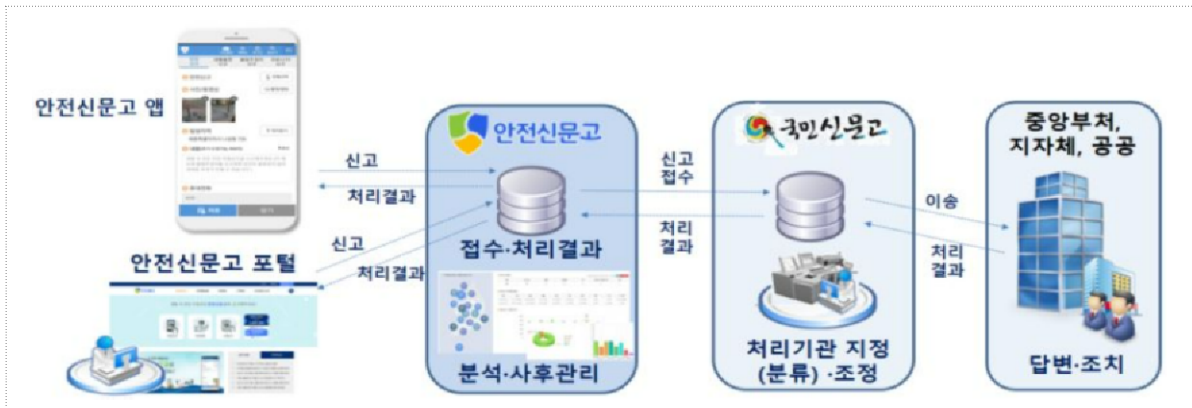 안전신문고 앱
신고
처리결과
신고
처리결과
안전신문고 포털
안전신문고
접수·처리결과
분석·사후관리
신고
접수
처리
결과
국민신문고
처리기관 지정
(분류) ·조정
이송
처리
결과
중앙부처,
지자체, 공공
답변·조치